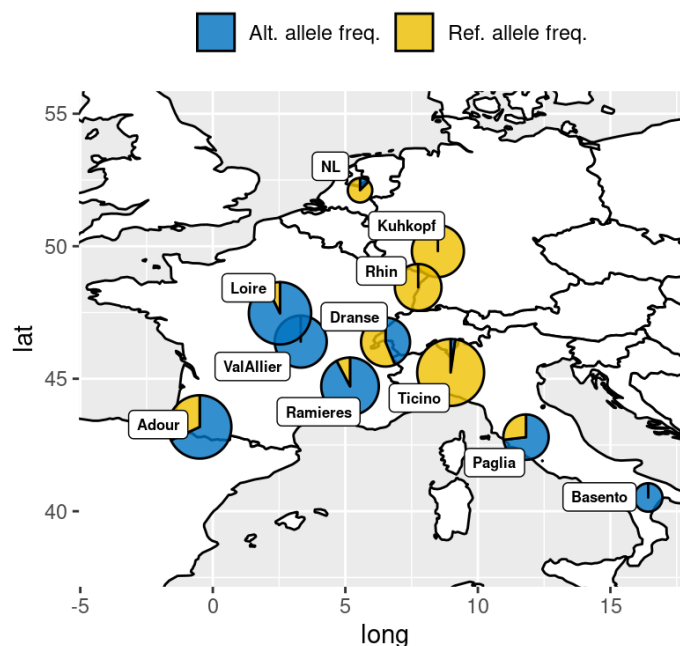 Alt. allele freq. Ref. allele freq.
55
NL
Kuhkopf
50
Rhin
Loire
Dranse
lat
ValAllier
45
Ramieres
Ticino
Adour
Paglia
Basento
40
-5 0 5 10 15
long